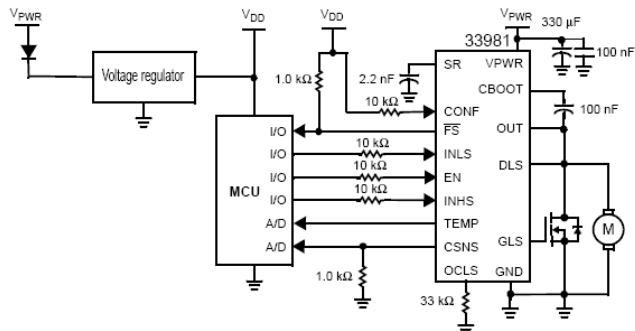 VPWR
VDD
VDD
VPWR
330 µF
100 nF
33981
Voltage regulator
1.0 kΩ
2.2 nF
SR
VPWR
CBOOT
10 kΩ
CONF
100 nF
I/O
FS
OUT
I/O
10 kΩ
INLS
I/O
10 kΩ
EN
DLS
MCU
I/O
10 kΩ
INHS
A/D
TEMP
M
A/D
CSNS
GLS
1.0 kΩ
OCLS
GND
33 kΩ